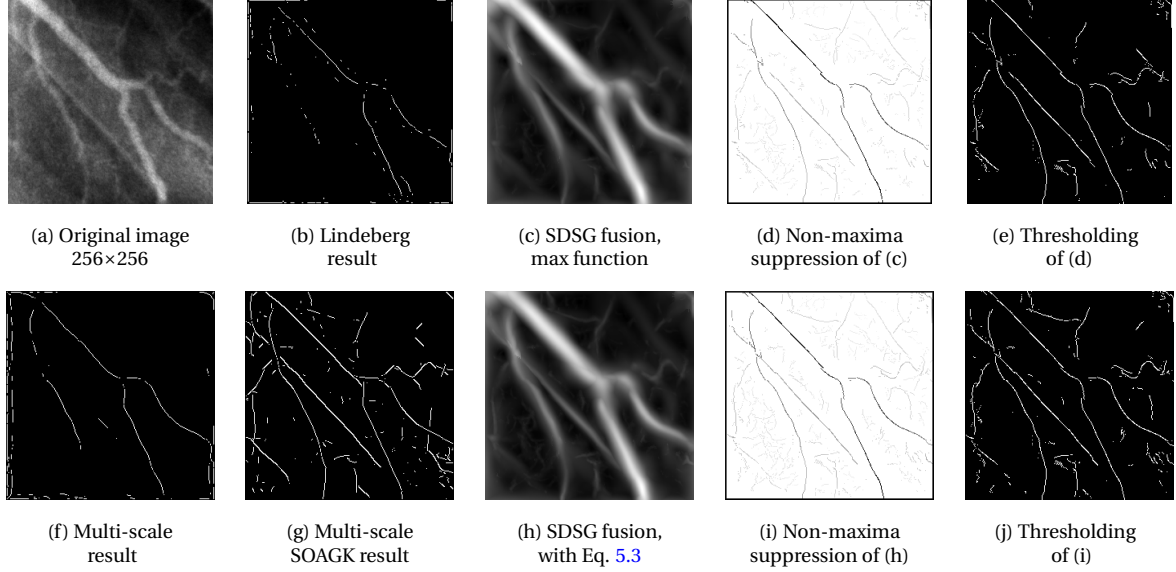 (a) Original image
256×256
(b) Lindeberg
result
(c) SDSG fusion,
max function
(d) Non-maxima
suppression of (c)
(e) Thresholding
of (d)
(f) Multi-scale
result
(g) Multi-scale
SOAGK result
(h) SDSG fusion,
with Eq. 5.3
(i) Non-maxima
suppression of (h)
(j) Thresholding
of (i)